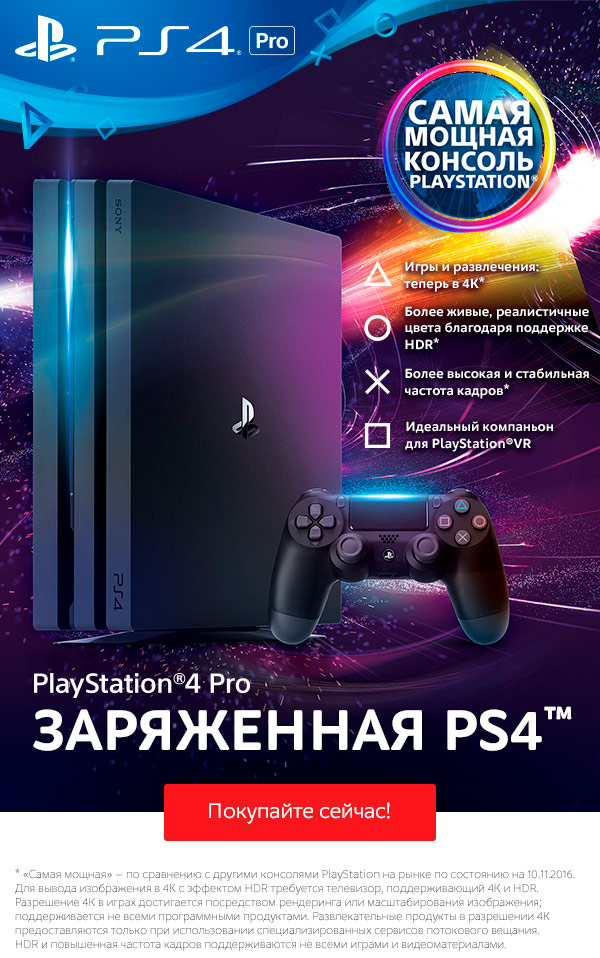 PS4 Pro
САМАЯ
МОЩНАЯ
КОНСОЛЬ
PLAYSTATION®
SONY
Игры и развлечения:
теперь в 4K*
Более живые, реалистичные
цвета благодаря поддержке
HDR*
Более высокая и стабильная
частота кадров*
Идеальный компаньон
для PlayStation®VR
PS4
PlayStation®4 Pro
ЗАРЯЖЕННАЯ PS4™
Покупайте сейчас!
* «Самая мощная» – по сравнению с другими консолями PlayStation на рынке по состоянию на 10.11.2016.
Для вывода изображения в 4K с эффектом HDR требуется телевизор, поддерживающий 4K и HDR.
Разрешение 4K в играх достигается посредством рендеринга или масштабирования изображения;
поддерживается не всеми программными продуктами. Развлекательные продукты в разрешении 4K
предоставляются только при использовании специализированных сервисов потокового вещания.
HDR и повышенная частота кадров поддерживаются не всеми играми и видеоматериалами.